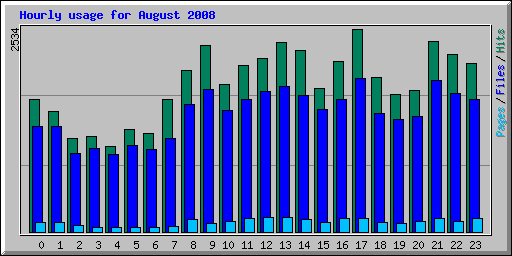 Hourly usage for August 2008
2534
Pages / Files / Hits
0 1 2 3 4 5 6 7 8 9 10 11 12 13 14 15 16 17 18 19 20 21 22 23